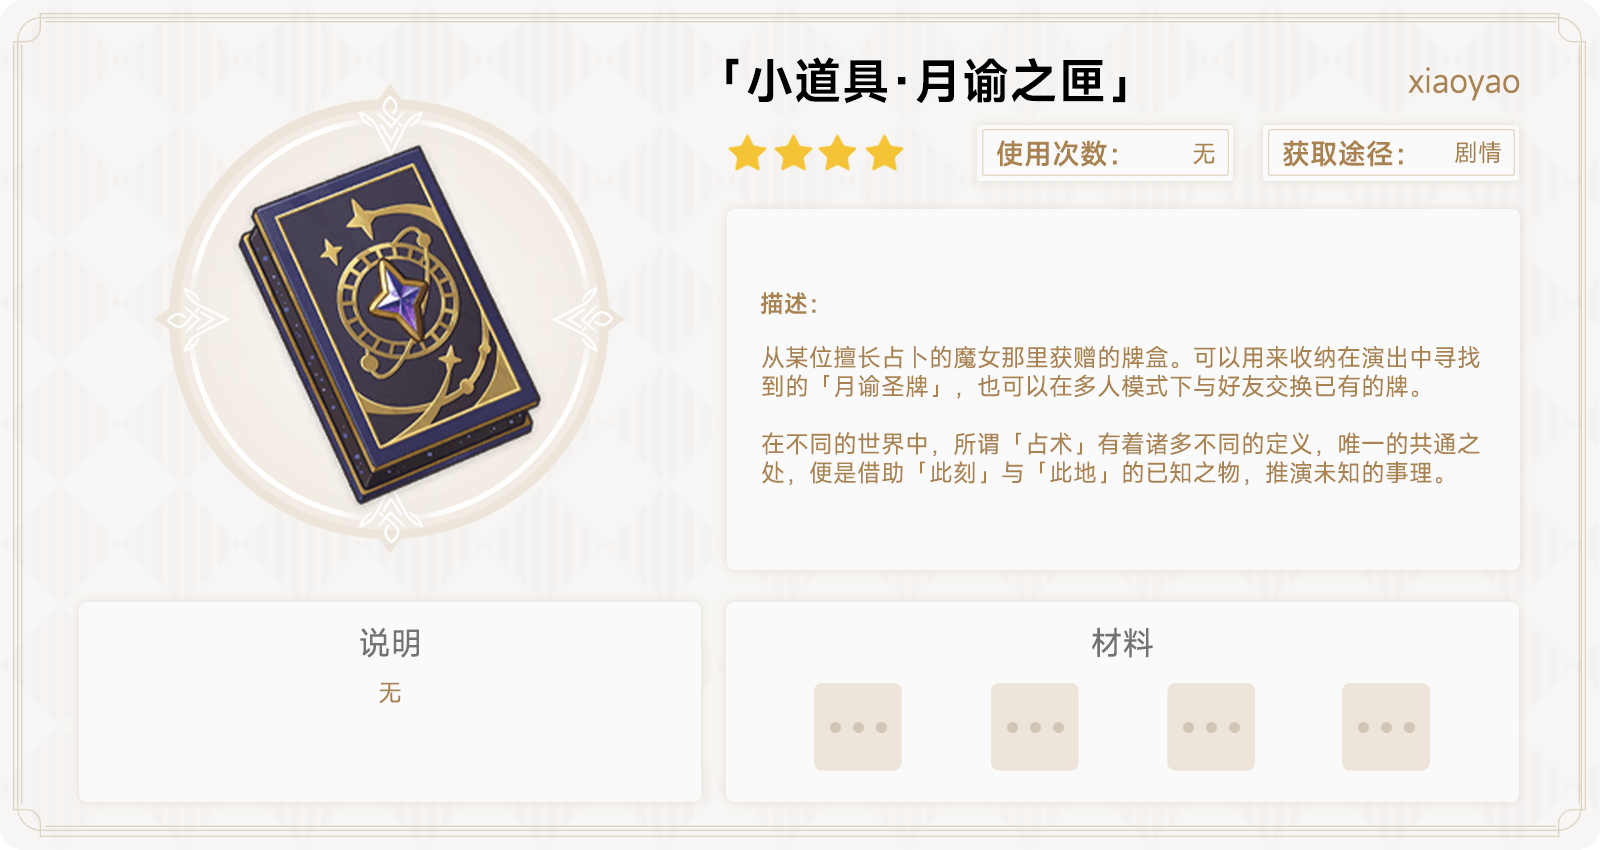 「小道具·月谕之匣」
xiaoyao
使用次数： 无
获取途径： 剧情
描述：
从某位擅长占卜的魔女那里获赠的牌盒。可以用来收纳在演出中寻找
到的「月谕圣牌」，也可以在多人模式下与好友交换已有的牌。
在不同的世界中，所谓「占术」有着诸多不同的定义，唯一的共通之
处，便是借助「此刻」与「此地」的已知之物，推演未知的事理。
说明
无
材料